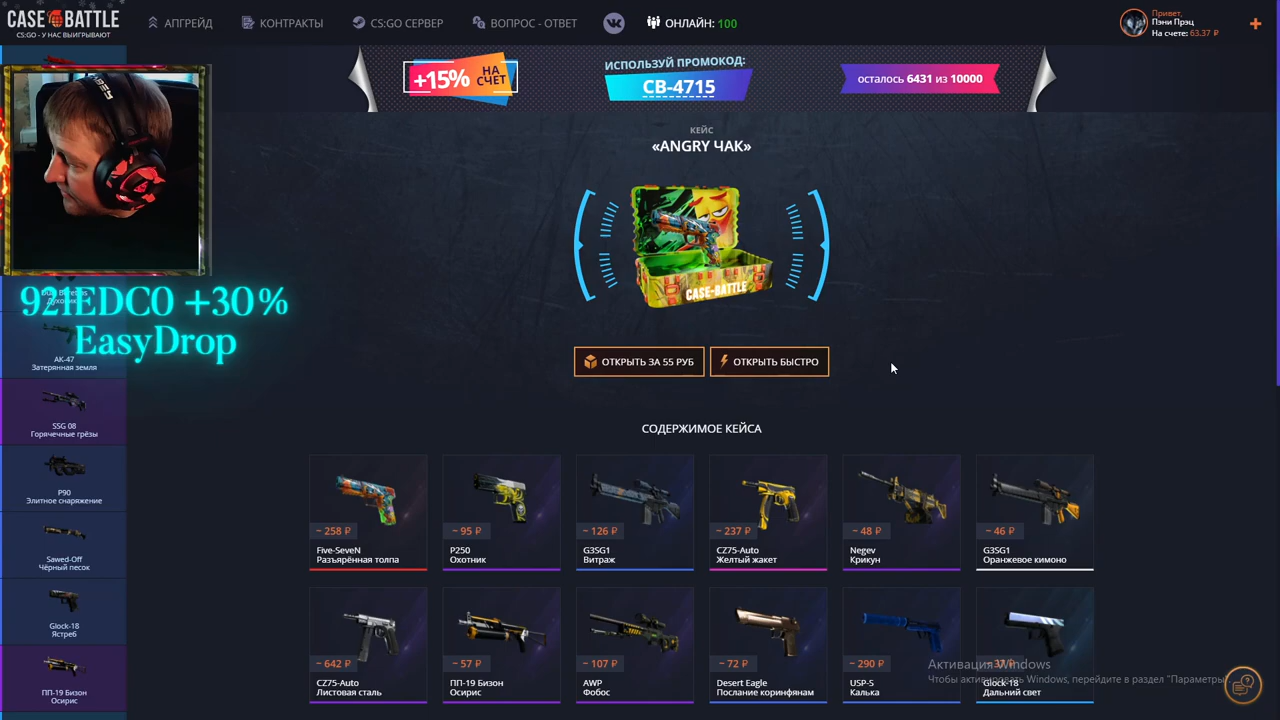 CASE BATTLE
CS:GO - У НАС ВЫИГРЫВАЮТ
АПГРЕЙД
КОНТРАКТЫ
CS:GO СЕРВЕР
ВОПРОС - ОТВЕТ
ОНЛАЙН: 100
Привет,
Пэни Прэц
На счете: 63.37 ₽
+15% НА СЧЕТ
ИСПОЛЬЗУЙ ПРОМОКОД:
CB-4715
осталось 6431 из 10000
КЕЙС
«ANGRY ЧАК»
CASE-BATTLE
921EDC0 +30%
EasyDrop
ОТКРЫТЬ ЗА 55 РУБ
ОТКРЫТЬ БЫСТРО
СОДЕРЖИМОЕ КЕЙСА
AK-47
Затерянная земля
SSG 08
Горячечные грёзы
P90
Элитное снаряжение
Sawed-Off
Чёрный песок
Glock-18
Ястреб
ПП-19 Бизон
Осирис
~ 258 ₽
Five-SeveN
Разъярённая толпа
~ 95 ₽
P250
Охотник
~ 126 ₽
G3SG1
Витраж
~ 237 ₽
CZ75-Auto
Желтый жакет
~ 48 ₽
Negev
Крикун
~ 46 ₽
G3SG1
Оранжевое кимоно
~ 642 ₽
CZ75-Auto
Листовая сталь
~ 57 ₽
ПП-19 Бизон
Осирис
~ 107 ₽
AWP
Фобос
~ 72 ₽
Desert Eagle
Послание коринфянам
~ 290 ₽
USP-S
Калька
Glock-18
Дальний свет
Активация Windows
Чтобы активировать Windows, перейдите в раздел "Параметры".